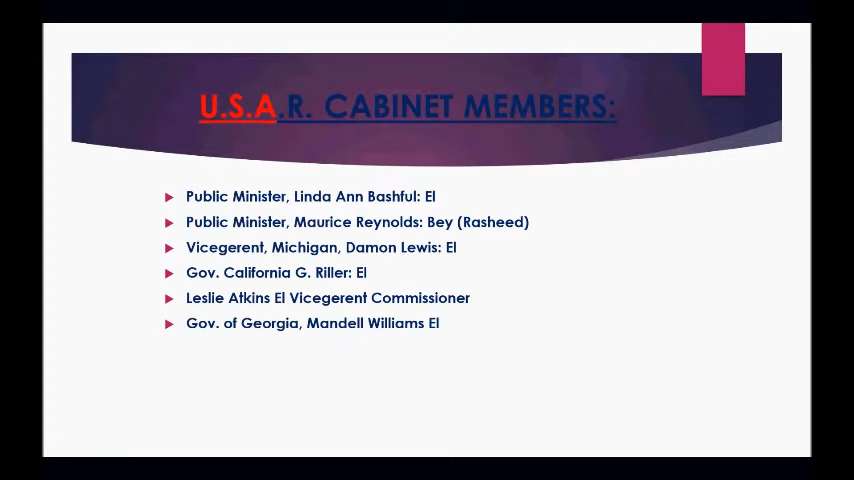 U.S.A.R. CABINET MEMBERS:
Public Minister, Linda Ann Bashful: El
Public Minister, Maurice Reynolds: Bey (Rasheed)
Vicegerent, Michigan, Damon Lewis: El
Gov. California G. Riller: El
Leslie Atkins El Vicegerent Commissioner
Gov. of Georgia, Mandell Williams El